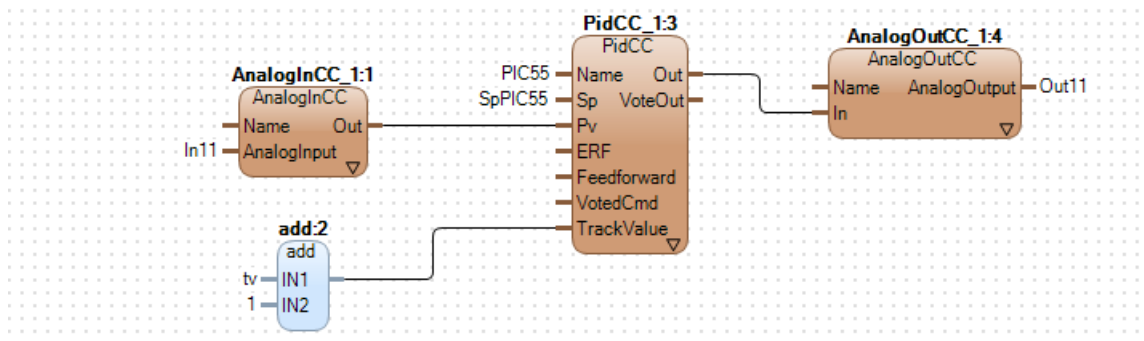 AnalogInCC_1:1
AnalogInCC
Name Out
In11 AnalogInput
add:2
add
tv IN1
1 IN2
PidCC_1:3
PidCC
PIC55 Name Out
SpPIC55 Sp VoteOut
Pv
ERF
Feedforward
VotedCmd
TrackValue
AnalogOutCC_1:4
AnalogOutCC
Name AnalogOutput Out11
In